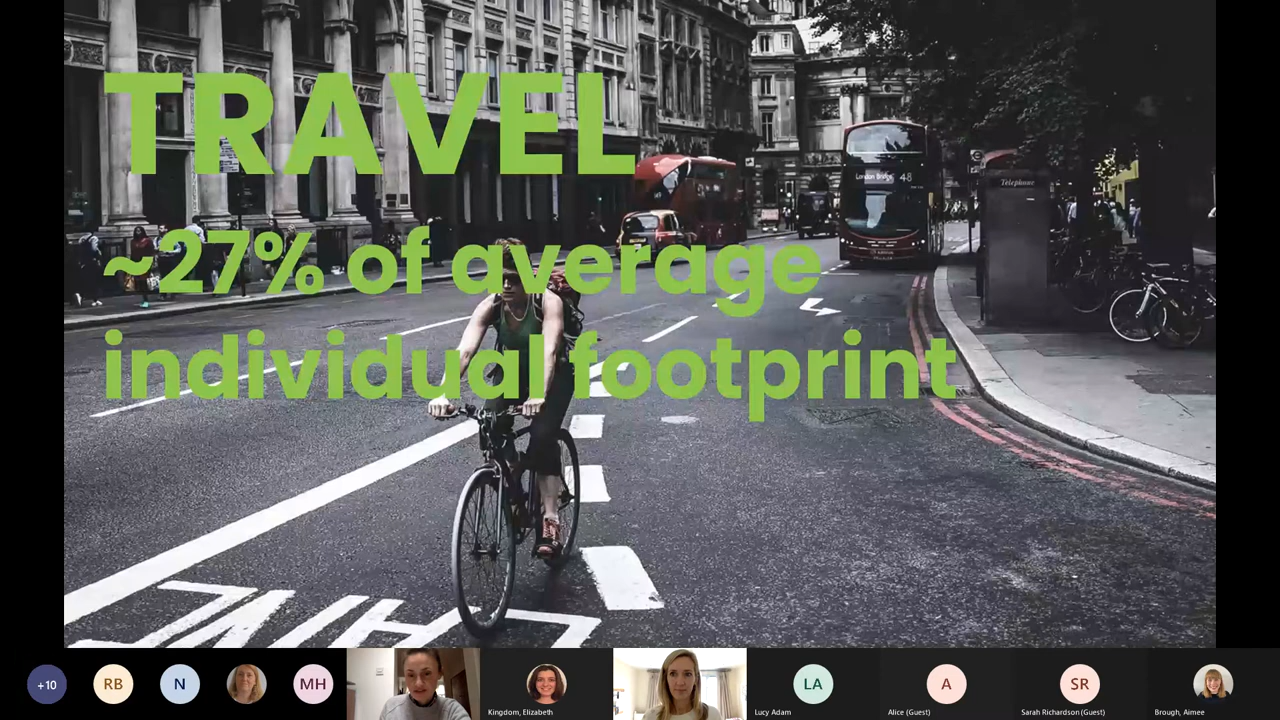 TRAVEL
~27% of average
individual footprint
London Bridge 48
Telephone
+10
RB
N
MH
Kingdom, Elizabeth
LA
Lucy Adam
A
Alice (Guest)
SR
Sarah Richardson (Guest)
Brough, Aimee